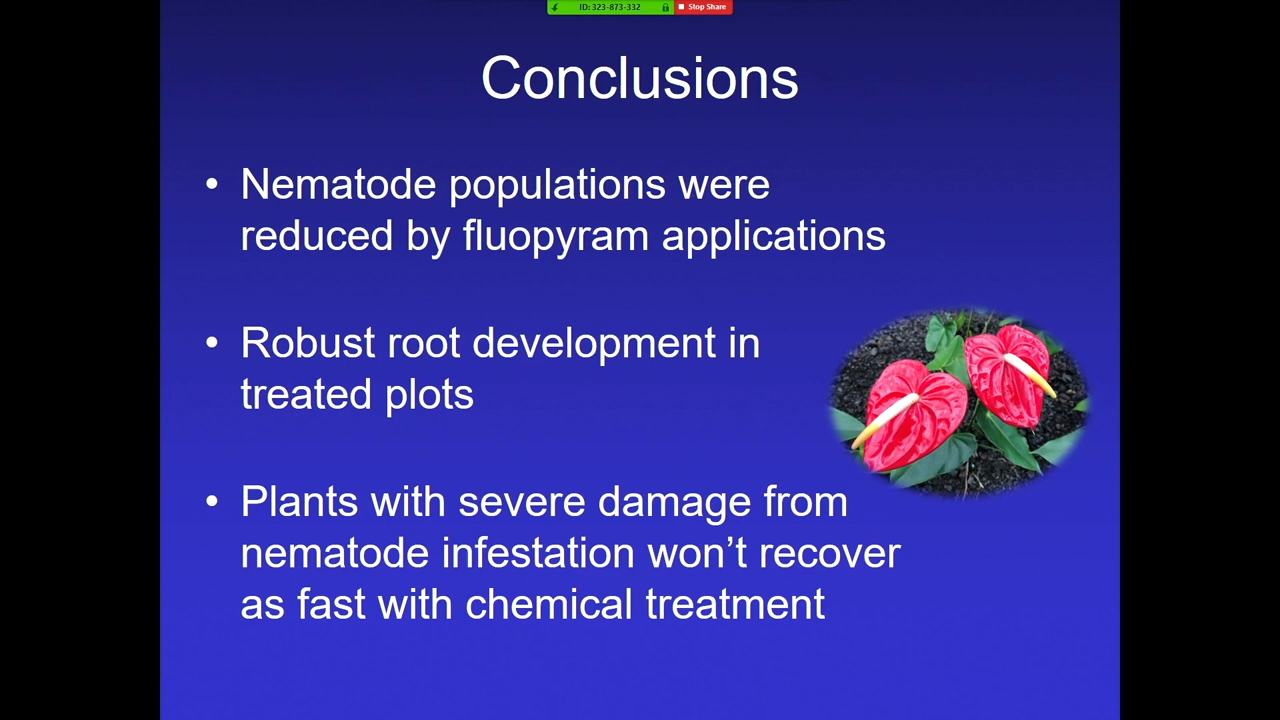 ID: 323-873-332 Stop Share
Conclusions
• Nematode populations were
reduced by fluopyram applications
• Robust root development in
treated plots
• Plants with severe damage from
nematode infestation won’t recover
as fast with chemical treatment